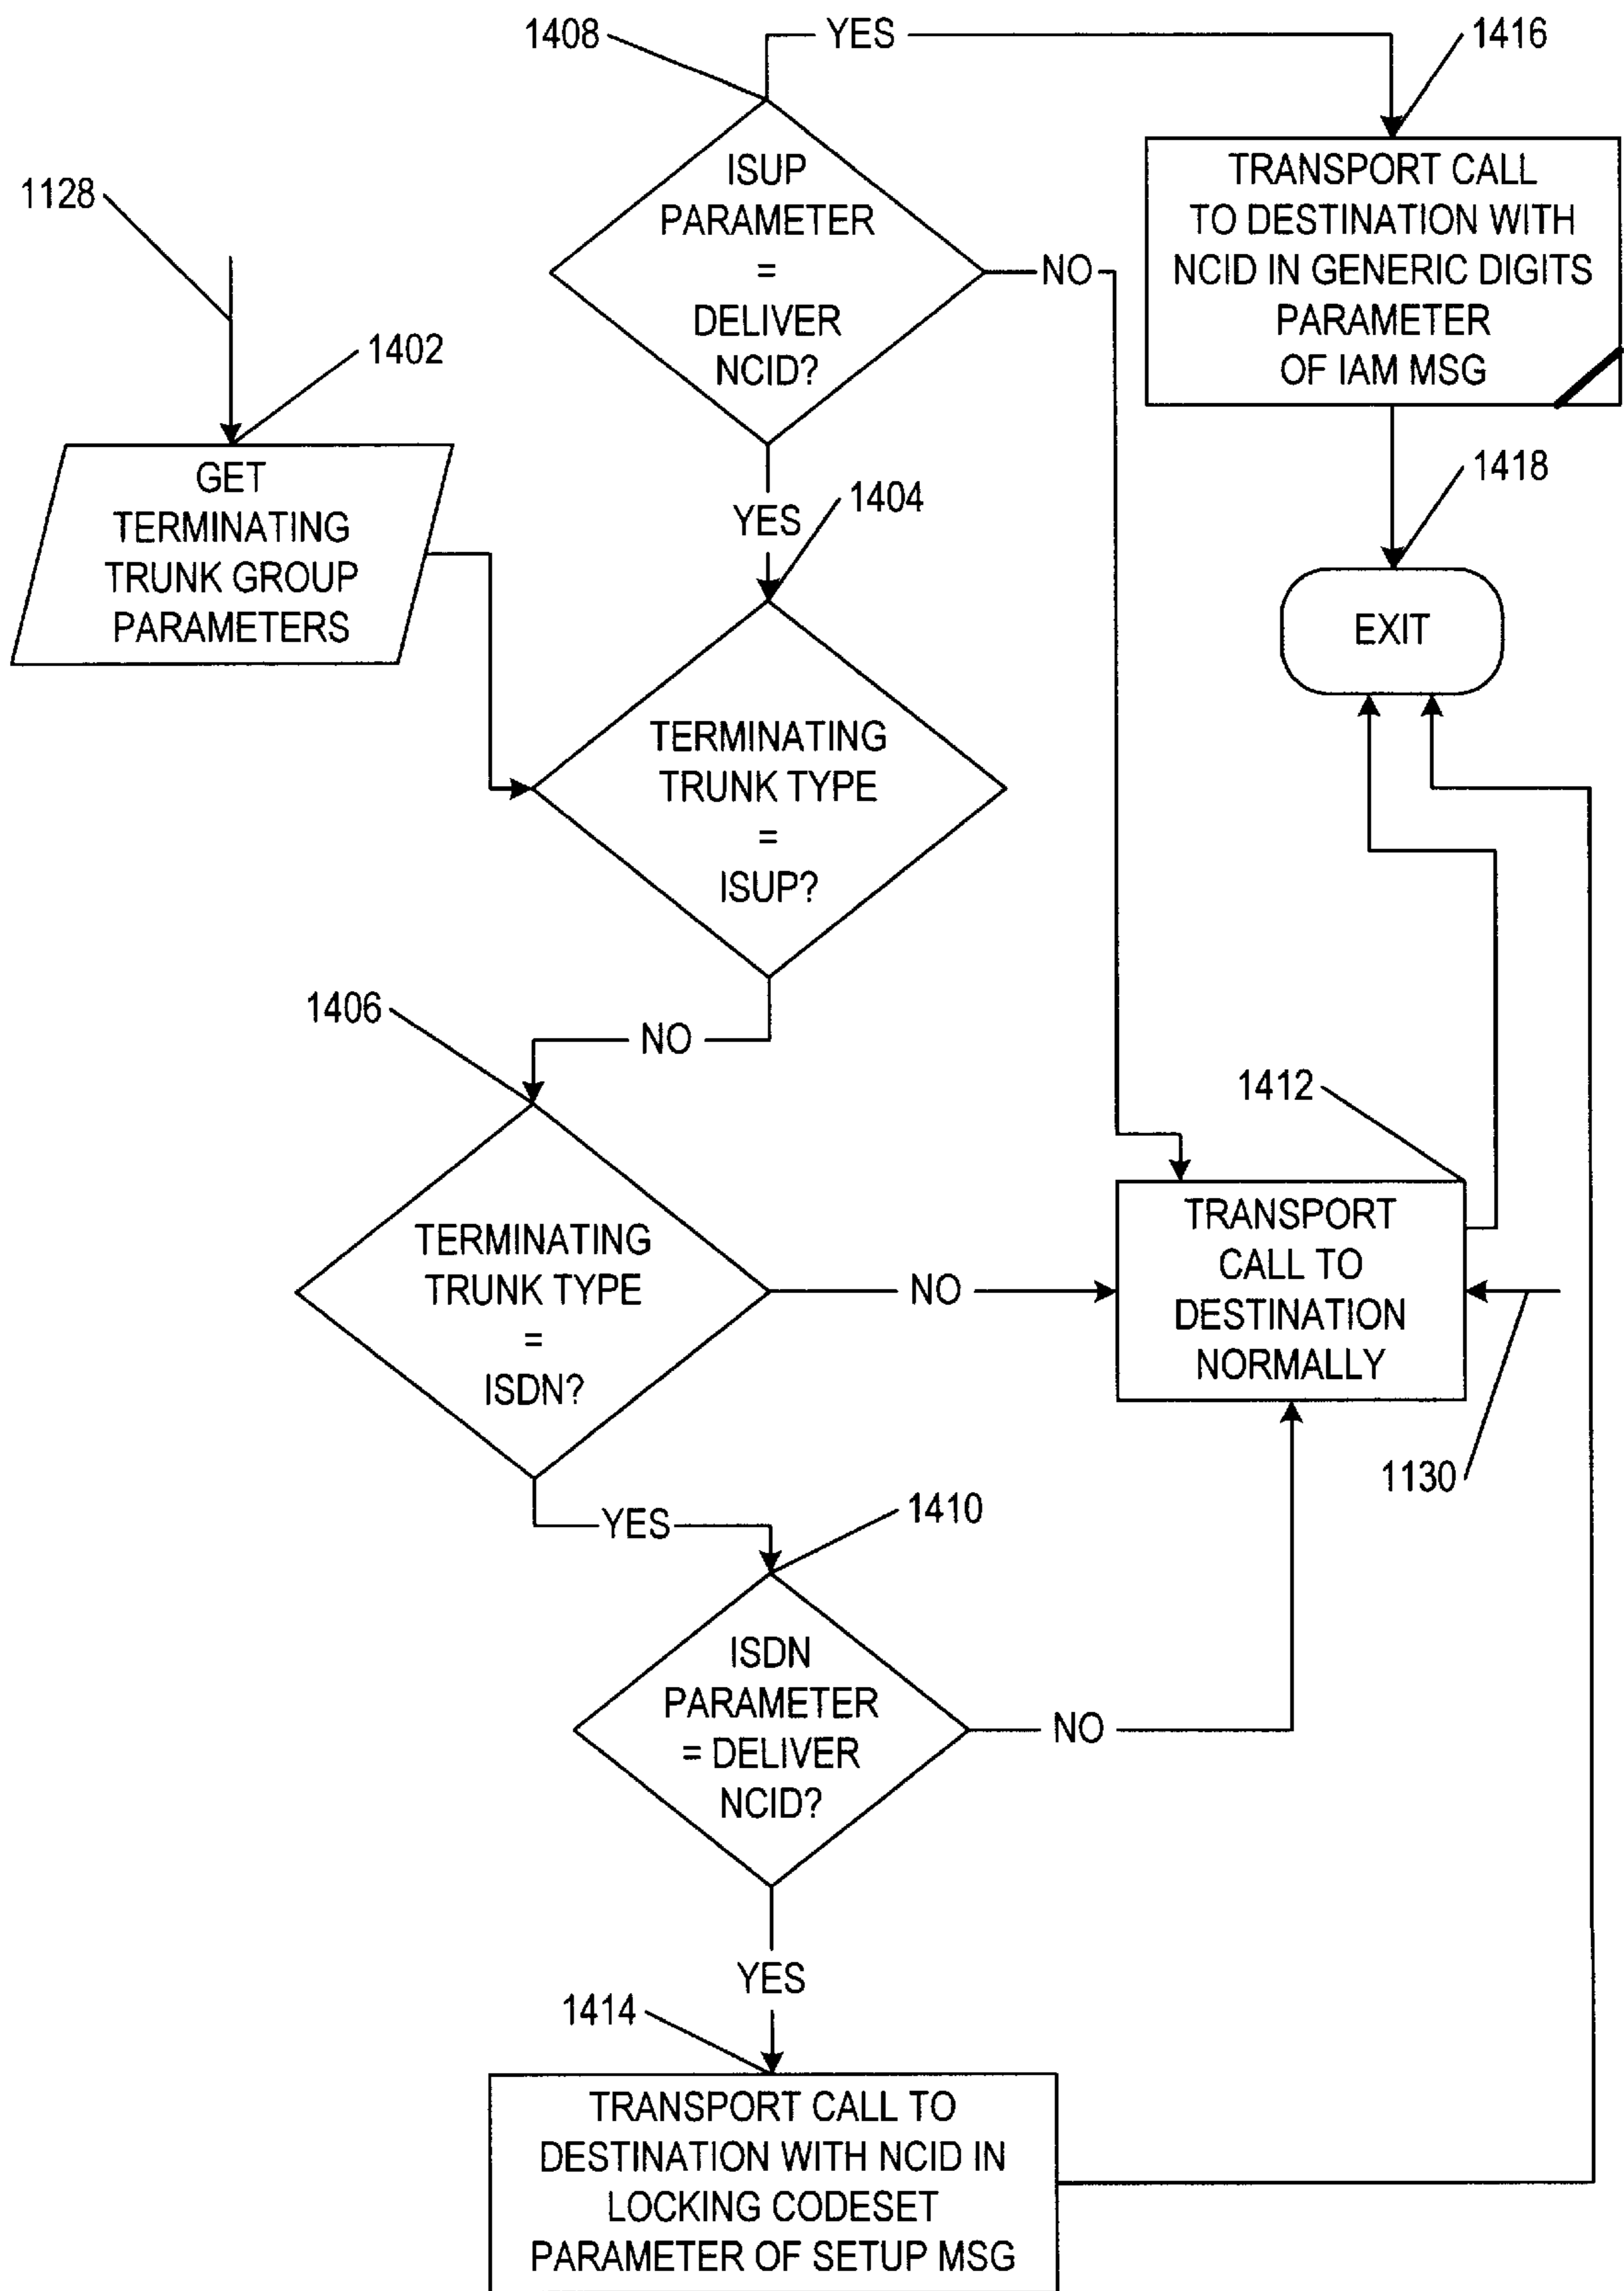 1408
YES
1416
ISUP
PARAMETER
=
DELIVER
NCID?
TRANSPORT CALL
TO DESTINATION WITH
NCID IN GENERIC DIGITS
PARAMETER
OF IAM MSG
1128
NO
1402
GET
TERMINATING
TRUNK GROUP
PARAMETERS
YES
1404
1418
EXIT
TERMINATING
TRUNK TYPE
=
ISUP?
1406
NO
1412
TERMINATING
TRUNK TYPE
=
ISDN?
NO
TRANSPORT
CALL TO
DESTINATION
NORMALLY
1130
YES
1410
ISDN
PARAMETER
= DELIVER
NCID?
NO
YES
1414
TRANSPORT CALL TO
DESTINATION WITH NCID IN
LOCKING CODESET
PARAMETER OF SETUP MSG